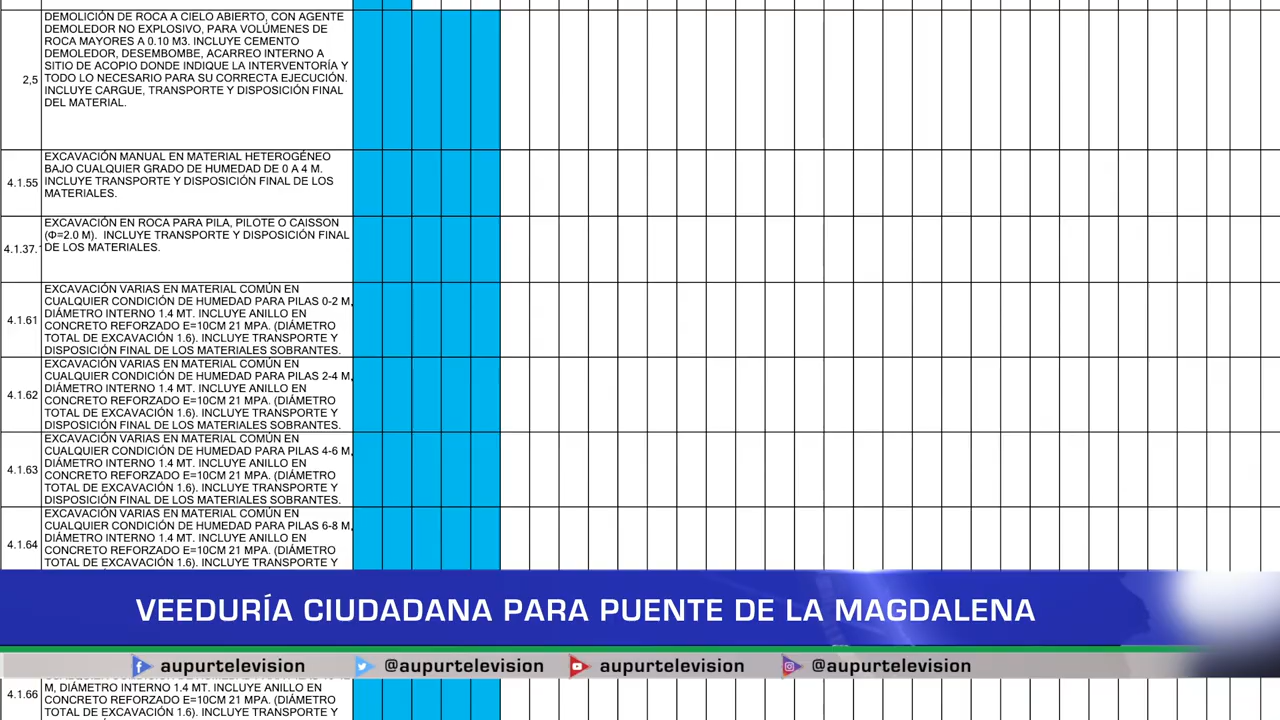 DEMOLICIÓN DE ROCA A CIELO ABIERTO, CON AGENTE
DEMOLEDOR NO EXPLOSIVO, PARA VOLÚMENES DE
ROCA MAYORES A 0.10 M3. INCLUYE CEMENTO
DEMOLEDOR, DESEMBOMBE, ACARREO INTERNO A
SITIO DE ACOPIO DONDE INDIQUE LA INTERVENTORÍA Y
2,5 TODO LO NECESARIO PARA SU CORRECTA EJECUCIÓN.
INCLUYE CARGUE, TRANSPORTE Y DISPOSICIÓN FINAL
DEL MATERIAL.
EXCAVACIÓN MANUAL EN MATERIAL HETEROGÉNEO
BAJO CUALQUIER GRADO DE HUMEDAD DE 0 A 4 M.
4.1.55 INCLUYE TRANSPORTE Y DISPOSICIÓN FINAL DE LOS
MATERIALES.
EXCAVACIÓN EN ROCA PARA PILA, PILOTE O CAISSON
(Φ=2.0 M). INCLUYE TRANSPORTE Y DISPOSICIÓN FINAL
4.1.37. DE LOS MATERIALES.
EXCAVACIÓN VARIAS EN MATERIAL COMÚN EN
CUALQUIER CONDICIÓN DE HUMEDAD PARA PILAS 0-2 M,
DIÁMETRO INTERNO 1.4 MT. INCLUYE ANILLO EN
4.1.61 CONCRETO REFORZADO E=10CM 21 MPA. (DIÁMETRO
TOTAL DE EXCAVACIÓN 1.6). INCLUYE TRANSPORTE Y
DISPOSICIÓN FINAL DE LOS MATERIALES SOBRANTES.
EXCAVACIÓN VARIAS EN MATERIAL COMÚN EN
CUALQUIER CONDICIÓN DE HUMEDAD PARA PILAS 2-4 M,
DIÁMETRO INTERNO 1.4 MT. INCLUYE ANILLO EN
4.1.62 CONCRETO REFORZADO E=10CM 21 MPA. (DIÁMETRO
TOTAL DE EXCAVACIÓN 1.6). INCLUYE TRANSPORTE Y
DISPOSICIÓN FINAL DE LOS MATERIALES SOBRANTES.
EXCAVACIÓN VARIAS EN MATERIAL COMÚN EN
CUALQUIER CONDICIÓN DE HUMEDAD PARA PILAS 4-6 M,
DIÁMETRO INTERNO 1.4 MT. INCLUYE ANILLO EN
4.1.63 CONCRETO REFORZADO E=10CM 21 MPA. (DIÁMETRO
TOTAL DE EXCAVACIÓN 1.6). INCLUYE TRANSPORTE Y
DISPOSICIÓN FINAL DE LOS MATERIALES SOBRANTES.
EXCAVACIÓN VARIAS EN MATERIAL COMÚN EN
CUALQUIER CONDICIÓN DE HUMEDAD PARA PILAS 6-8 M,
DIÁMETRO INTERNO 1.4 MT. INCLUYE ANILLO EN
4.1.64 CONCRETO REFORZADO E=10CM 21 MPA. (DIÁMETRO
TOTAL DE EXCAVACIÓN 1.6). INCLUYE TRANSPORTE Y
VEEDURÍA CIUDADANA PARA PUENTE DE LA MAGDALENA
aupurtelevision @aupurtelevision aupurtelevision @aupurtelevision
M, DIÁMETRO INTERNO 1.4 MT. INCLUYE ANILLO EN
4.1.66 CONCRETO REFORZADO E=10CM 21 MPA. (DIÁMETRO
TOTAL DE EXCAVACIÓN 1.6). INCLUYE TRANSPORTE Y